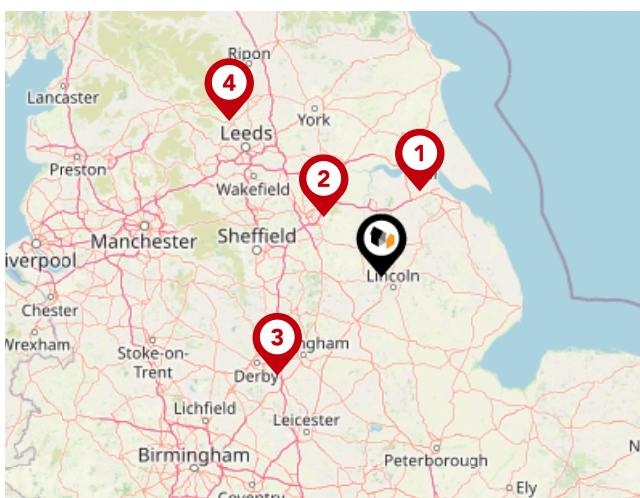 Ripon
4
Lancaster
York
Leeds
1
Preston
Wakefield
2
Manchester
Sheffield
iverpool
Lincoln
Chester
3
Wrexham
Stoke-on-
Trent
ngham
Derby
Lichfield
Leicester
Birmingham
Peterborough
N
Ely
Coventry